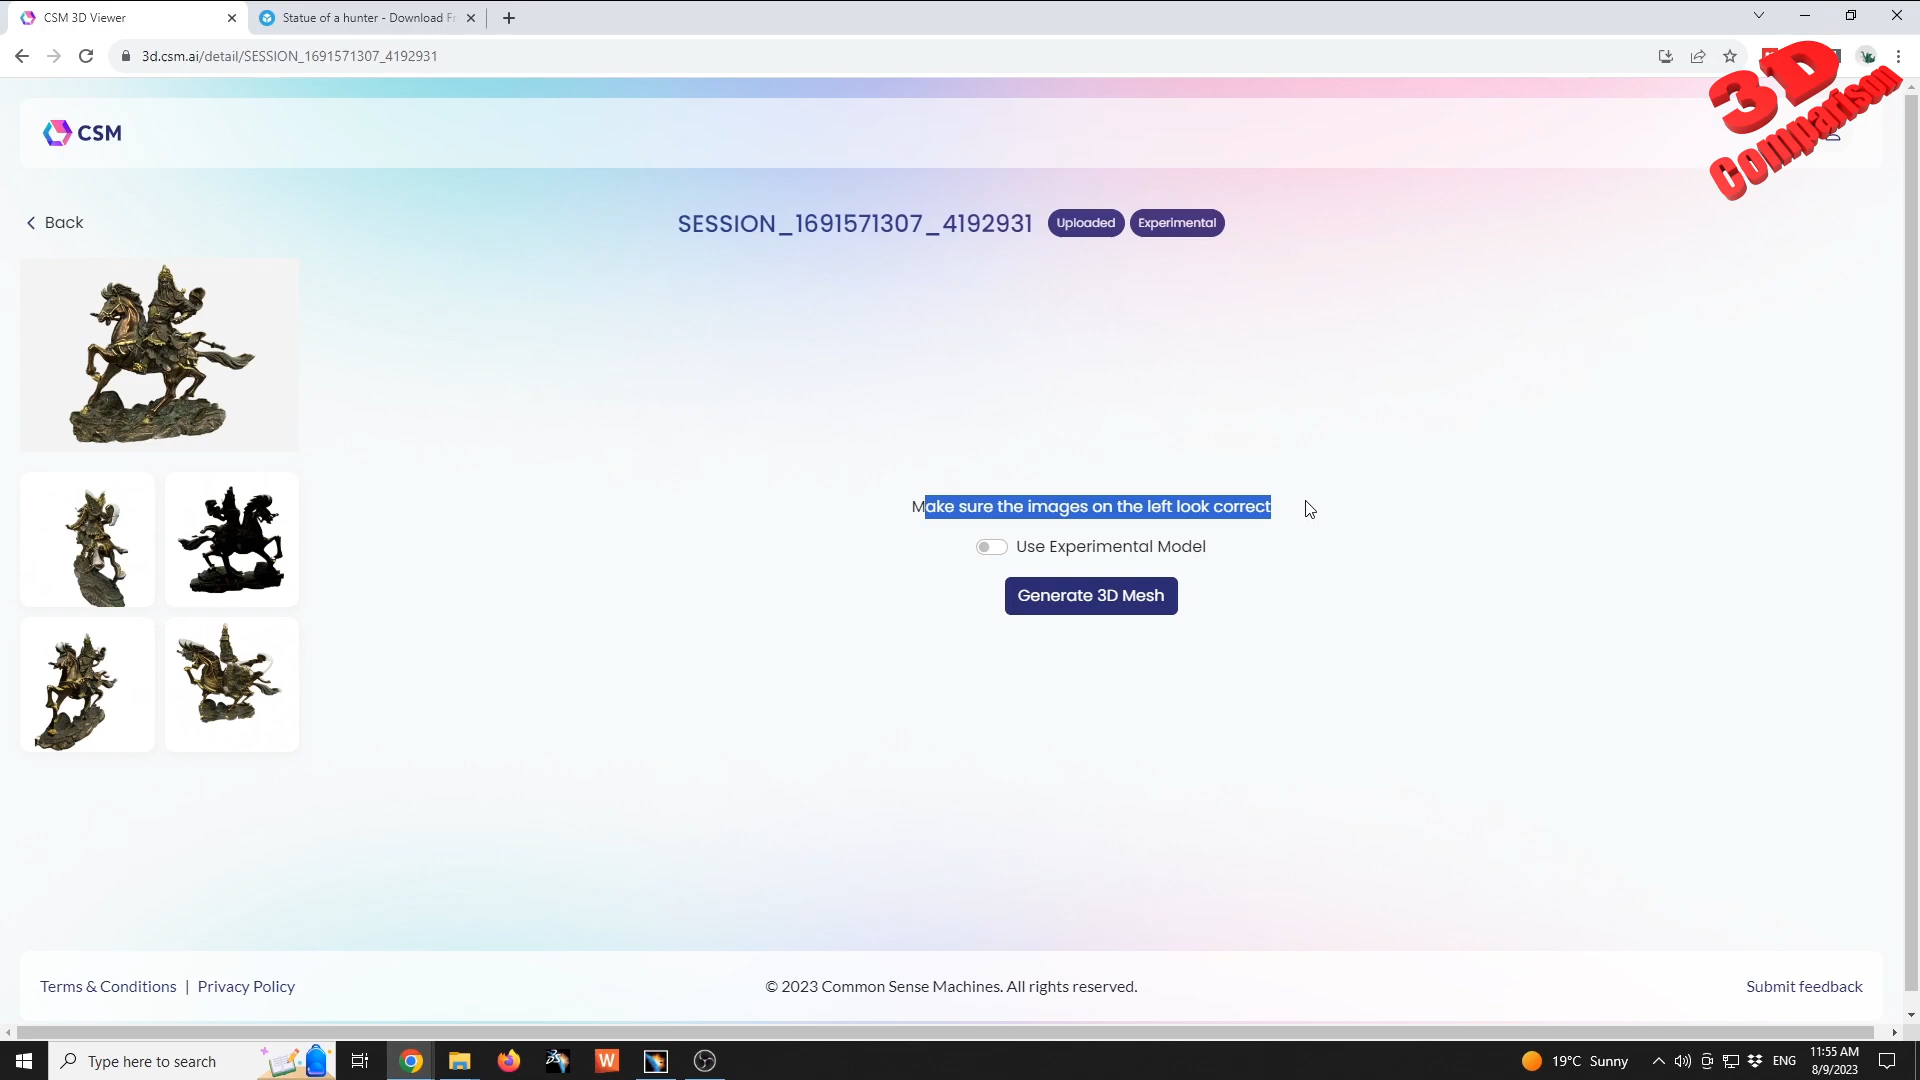 CSM 3D Viewer
Statue of a hunter - Download Fr
3d.csm.ai/detail/SESSION_1691571307_4192931
3D
Comparison
CSM
Back
SESSION_1691571307_4192931 Uploaded Experimental
Make sure the images on the left look correct
Use Experimental Model
Generate 3D Mesh
Terms & Conditions | Privacy Policy
© 2023 Common Sense Machines. All rights reserved.
Submit feedback
Type here to search
W
19°C Sunny
ENG
11:55 AM
8/9/2023